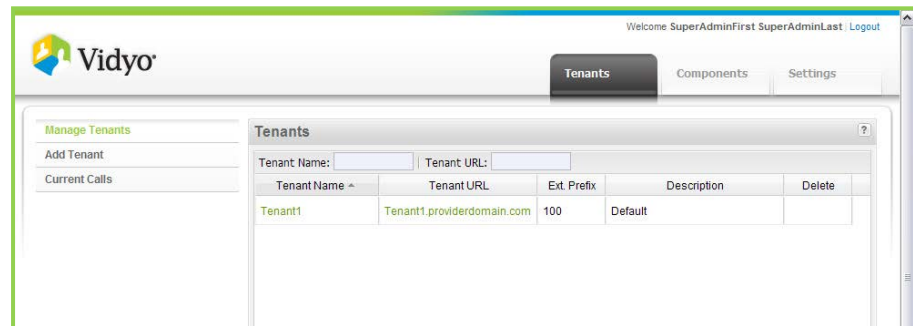 Welcome SuperAdminFirst SuperAdminLast | Logout
Vidyo
Tenants Components Settings
Manage Tenants
Add Tenant
Current Calls
Tenants ?
Tenant Name: | Tenant URL:
Tenant Name Tenant URL Ext. Prefix Description Delete
Tenant1 Tenant1.providerdomain.com 100 Default